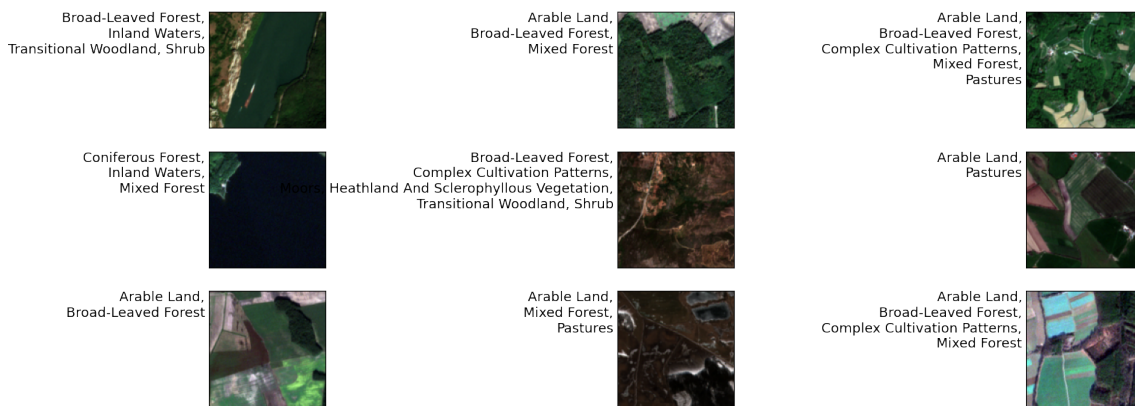 Broad-Leaved Forest,
Inland Waters,
Transitional Woodland, Shrub
Arable Land,
Broad-Leaved Forest,
Mixed Forest
Arable Land,
Broad-Leaved Forest,
Complex Cultivation Patterns,
Mixed Forest,
Pastures
Coniferous Forest,
Inland Waters,
Mixed Forest
Broad-Leaved Forest,
Complex Cultivation Patterns,
Moors, Heathland And Sclerophyllous Vegetation,
Transitional Woodland, Shrub
Arable Land,
Pastures
Arable Land,
Broad-Leaved Forest
Arable Land,
Mixed Forest,
Pastures
Arable Land,
Broad-Leaved Forest,
Complex Cultivation Patterns,
Mixed Forest